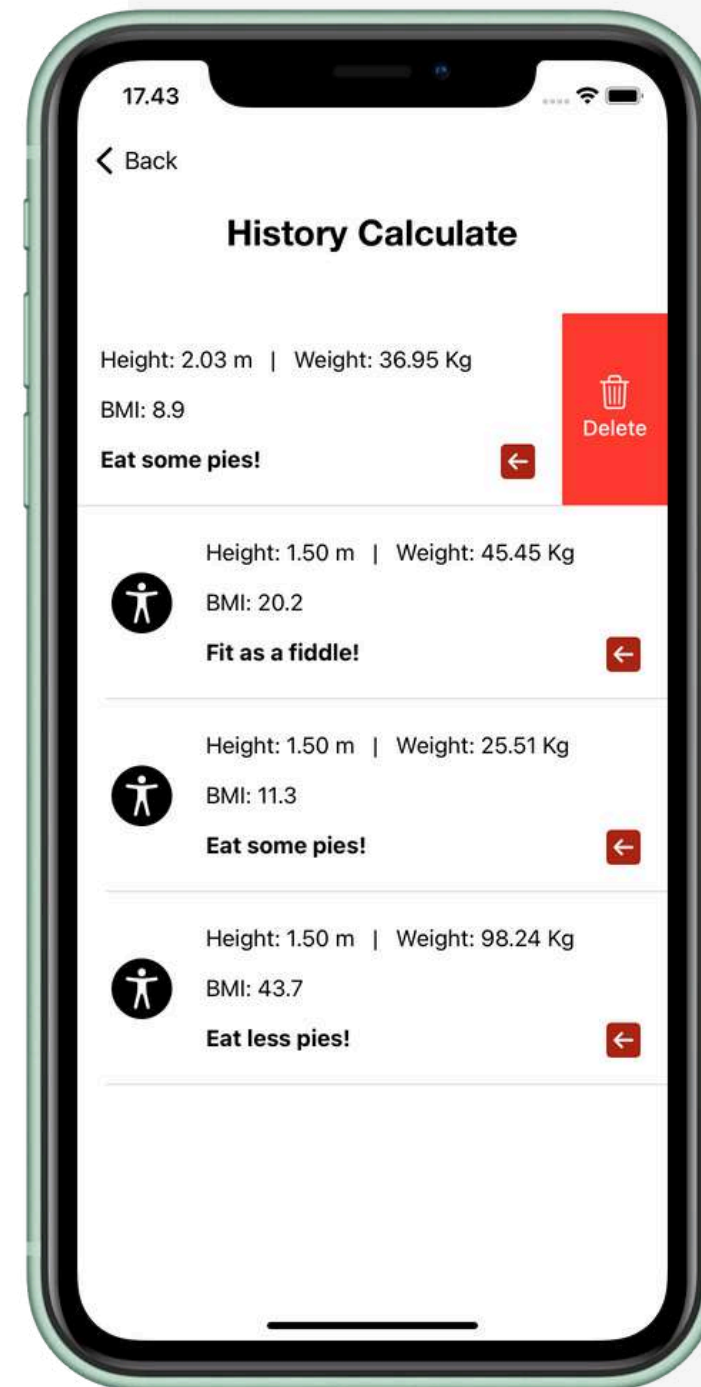 17.43
Back
History Calculate
Height: 2.03 m | Weight: 36.95 Kg
BMI: 8.9
Eat some pies!
Delete
Height: 1.50 m | Weight: 45.45 Kg
BMI: 20.2
Fit as a fiddle!
Height: 1.50 m | Weight: 25.51 Kg
BMI: 11.3
Eat some pies!
Height: 1.50 m | Weight: 98.24 Kg
BMI: 43.7
Eat less pies!